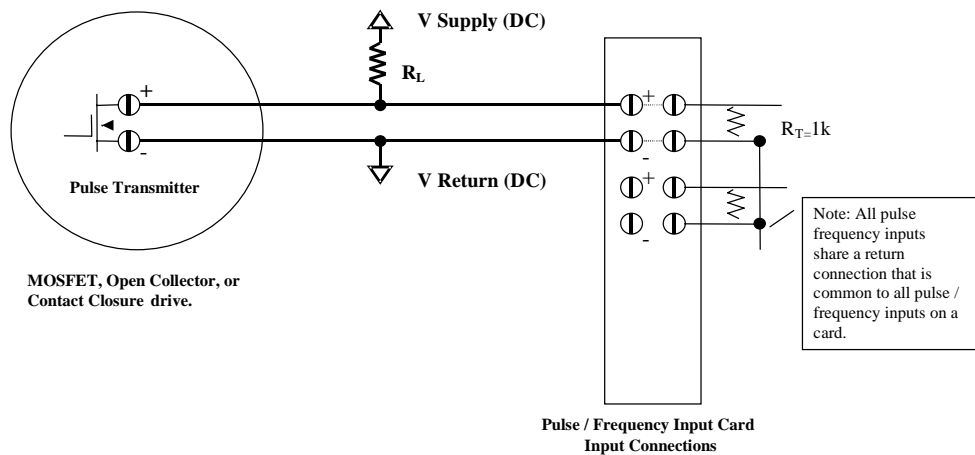 V Supply (DC)
R_L
+
-
Pulse Transmitter
V Return (DC)
MOSFET, Open Collector, or
Contact Closure drive.
+
-
+
-
R_T=1k
Note: All pulse
frequency inputs
share a return
connection that is
common to all pulse /
frequency inputs on a
card.
Pulse / Frequency Input Card
Input Connections